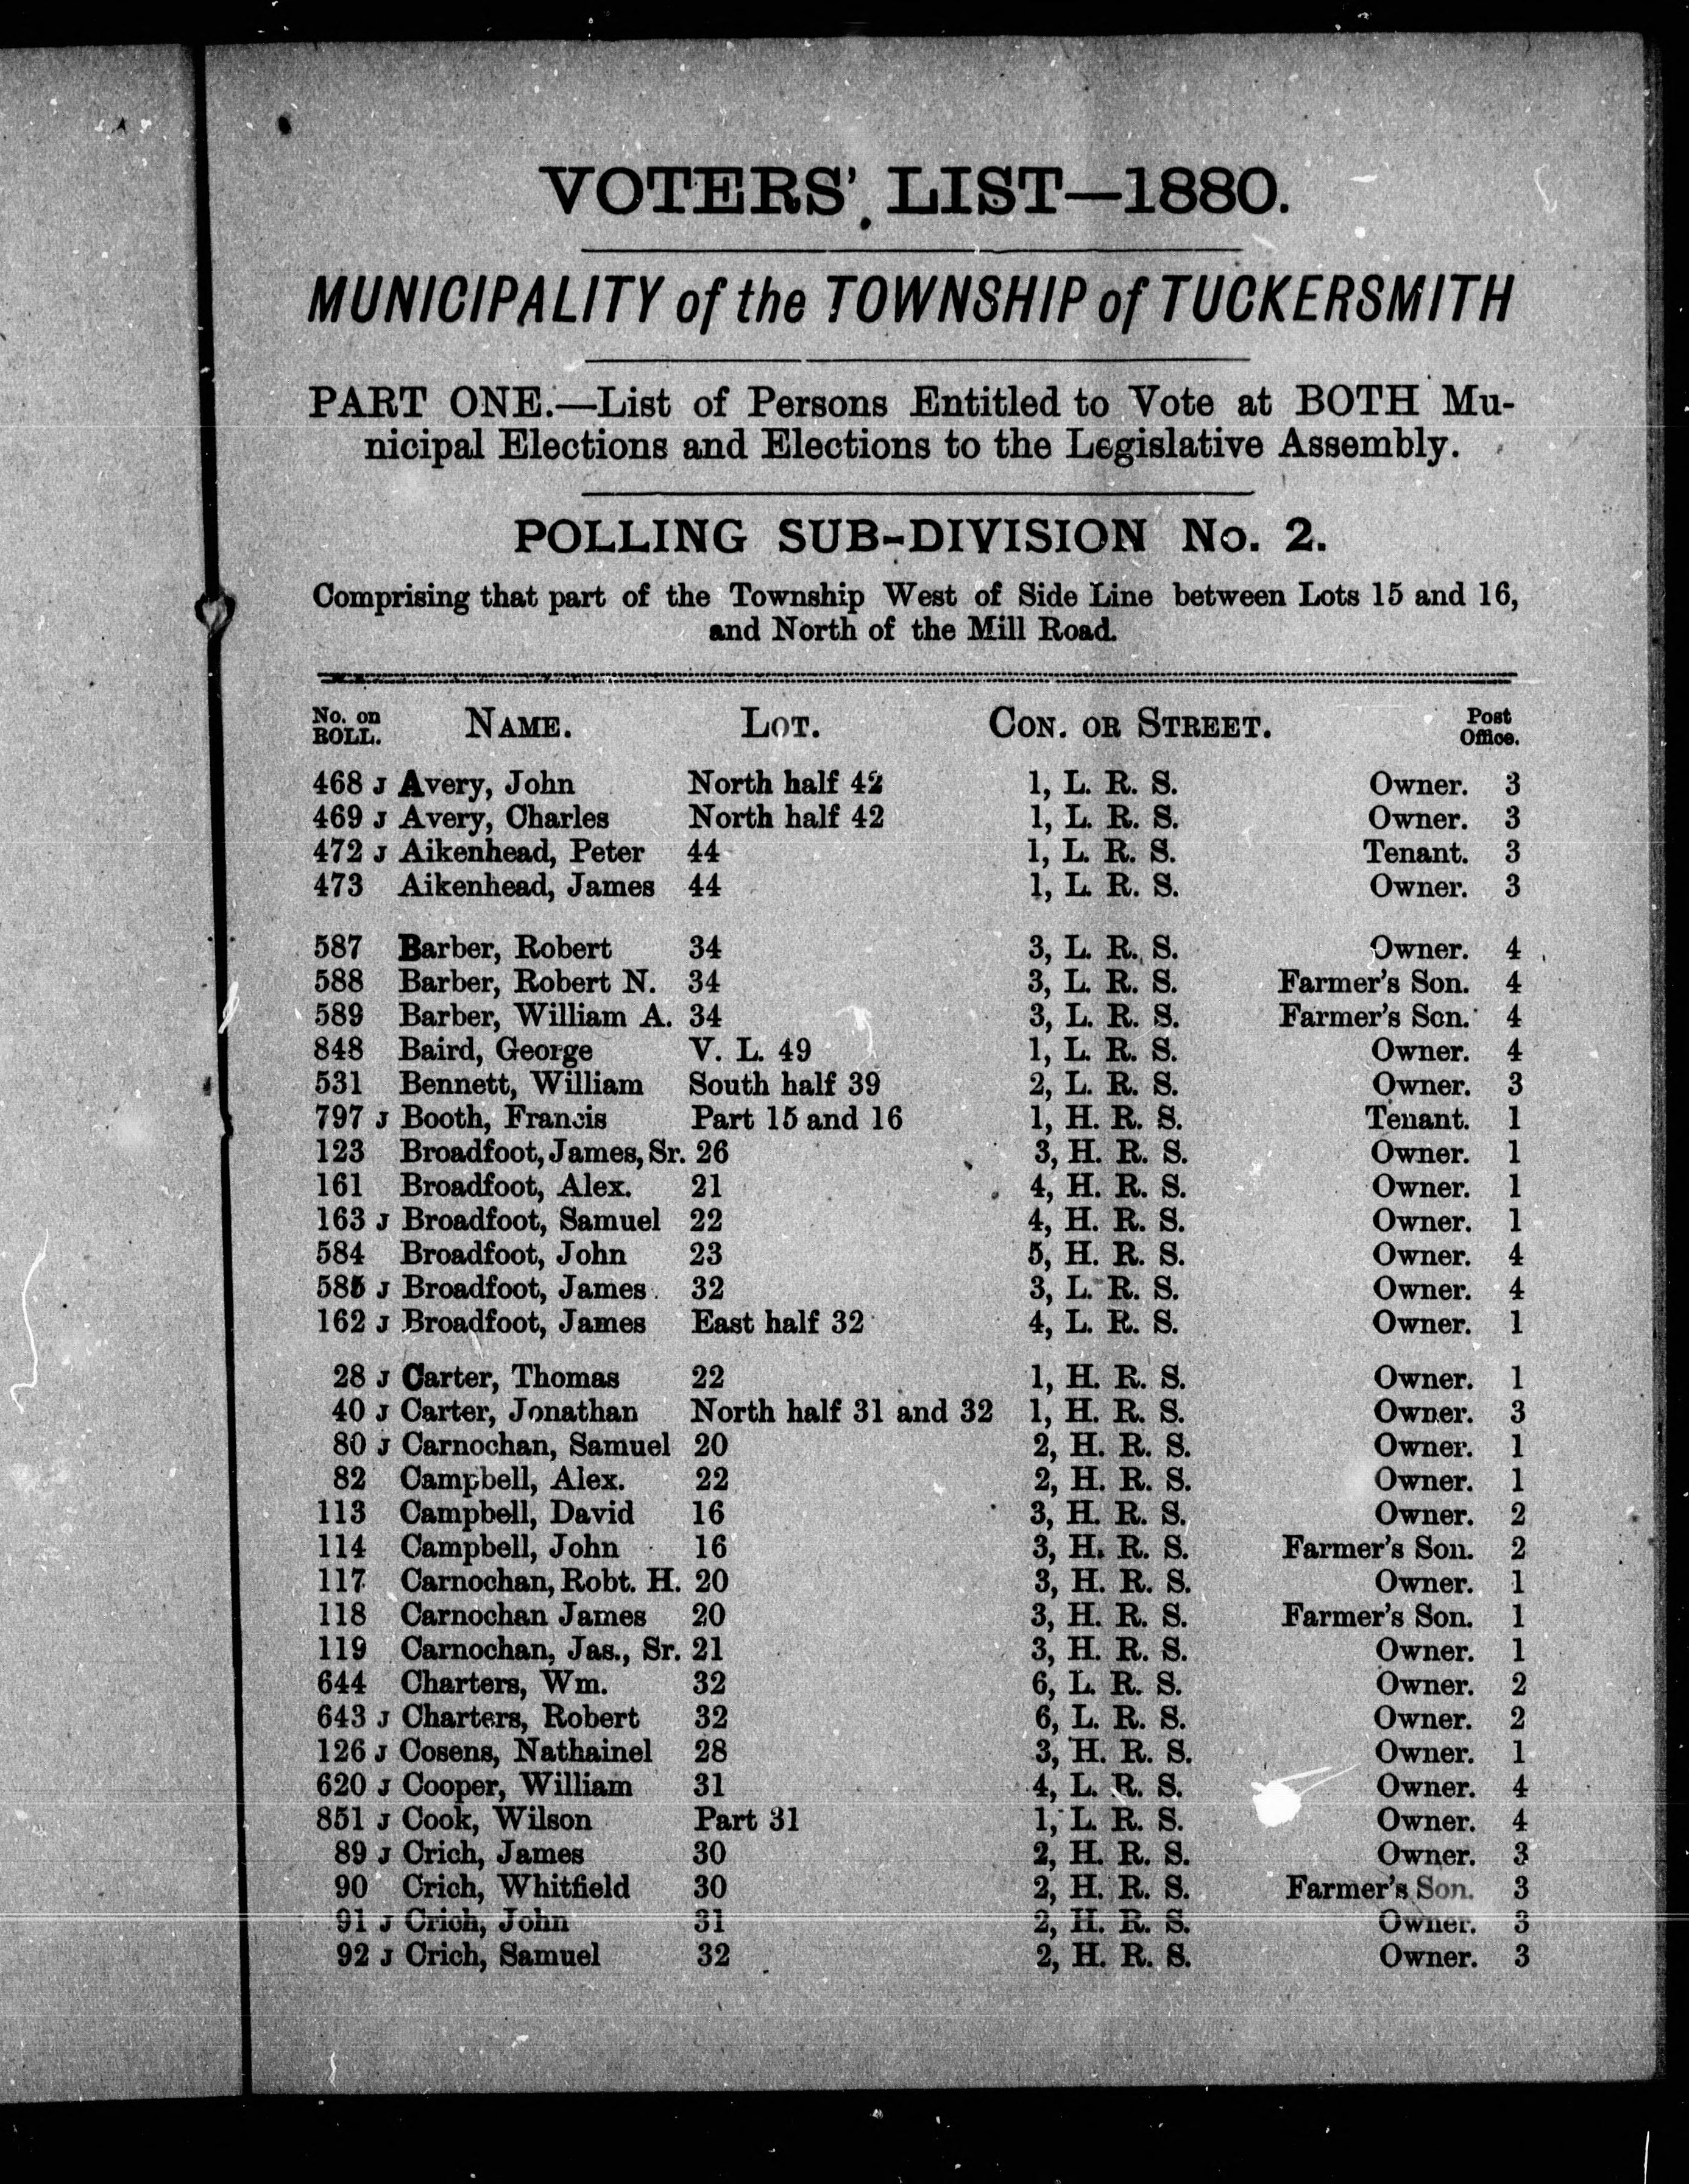 VOTERS' LIST—1880.
MUNICIPALITY of the TOWNSHIP of TUCKERSMITH
PART ONE.—List of Persons Entitled to Vote at BOTH Mu-
nicipal Elections and Elections to the Legislative Assembly.
POLLING SUB-DIVISION No. 2.
Comprising that part of the Township West of Side Line between Lots 15 and 16,
and North of the Mill Road.
No. on ROLL. NAME. LOT. CON. OR STREET. Post Office.
468 J Avery, John North half 42 1, L. R. S. Owner. 3
469 J Avery, Charles North half 42 1, L. R. S. Owner. 3
472 J Aikenhead, Peter 44 1, L. R. S. Tenant. 3
473 Aikenhead, James 44 1, L. R. S. Owner. 3
587 Barber, Robert 34 3, L. R. S. Owner. 4
588 Barber, Robert N. 34 3, L. R. S. Farmer's Son. 4
589 Barber, William A. 34 3, L. R. S. Farmer's Son. 4
848 Baird, George V. L. 49 1, L. R. S. Owner. 4
531 Bennett, William South half 39 2, L. R. S. Owner. 3
797 J Booth, Francis Part 15 and 16 1, H. R. S. Tenant. 1
123 Broadfoot, James, Sr. 26 3, H. R. S. Owner. 1
161 Broadfoot, Alex. 21 4, H. R. S. Owner. 1
163 J Broadfoot, Samuel 22 4, H. R. S. Owner. 1
584 Broadfoot, John 23 5, H. R. S. Owner. 4
585 J Broadfoot, James 32 3, L. R. S. Owner. 4
162 J Broadfoot, James East half 32 4, L. R. S. Owner. 1
28 J Carter, Thomas 22 1, H. R. S. Owner. 1
40 J Carter, Jonathan North half 31 and 32 1, H. R. S. Owner. 3
80 J Carnochan, Samuel 20 2, H. R. S. Owner. 1
82 Campbell, Alex. 22 2, H. R. S. Owner. 1
113 Campbell, David 16 3, H. R. S. Owner. 2
114 Campbell, John 16 3, H. R. S. Farmer's Son. 2
117 Carnochan, Robt. H. 20 3, H. R. S. Owner. 1
118 Carnochan James 20 3, H. R. S. Farmer's Son. 1
119 Carnochan, Jas., Sr. 21 3, H. R. S. Owner. 1
644 Charters, Wm. 32 6, L. R. S. Owner. 2
643 J Charters, Robert 32 6, L. R. S. Owner. 2
126 J Cosens, Nathainel 28 3, H. R. S. Owner. 1
620 J Cooper, William 31 4, L. R. S. Owner. 4
851 J Cook, Wilson Part 31 1, L. R. S. Owner. 4
89 J Crich, James 30 2, H. R. S. Owner. 3
90 Crich, Whitfield 30 2, H. R. S. Farmer's Son. 3
91 J Crich, John 31 2, H. R. S. Owner. 3
92 J Crich, Samuel 32 2, H. R. S. Owner. 3